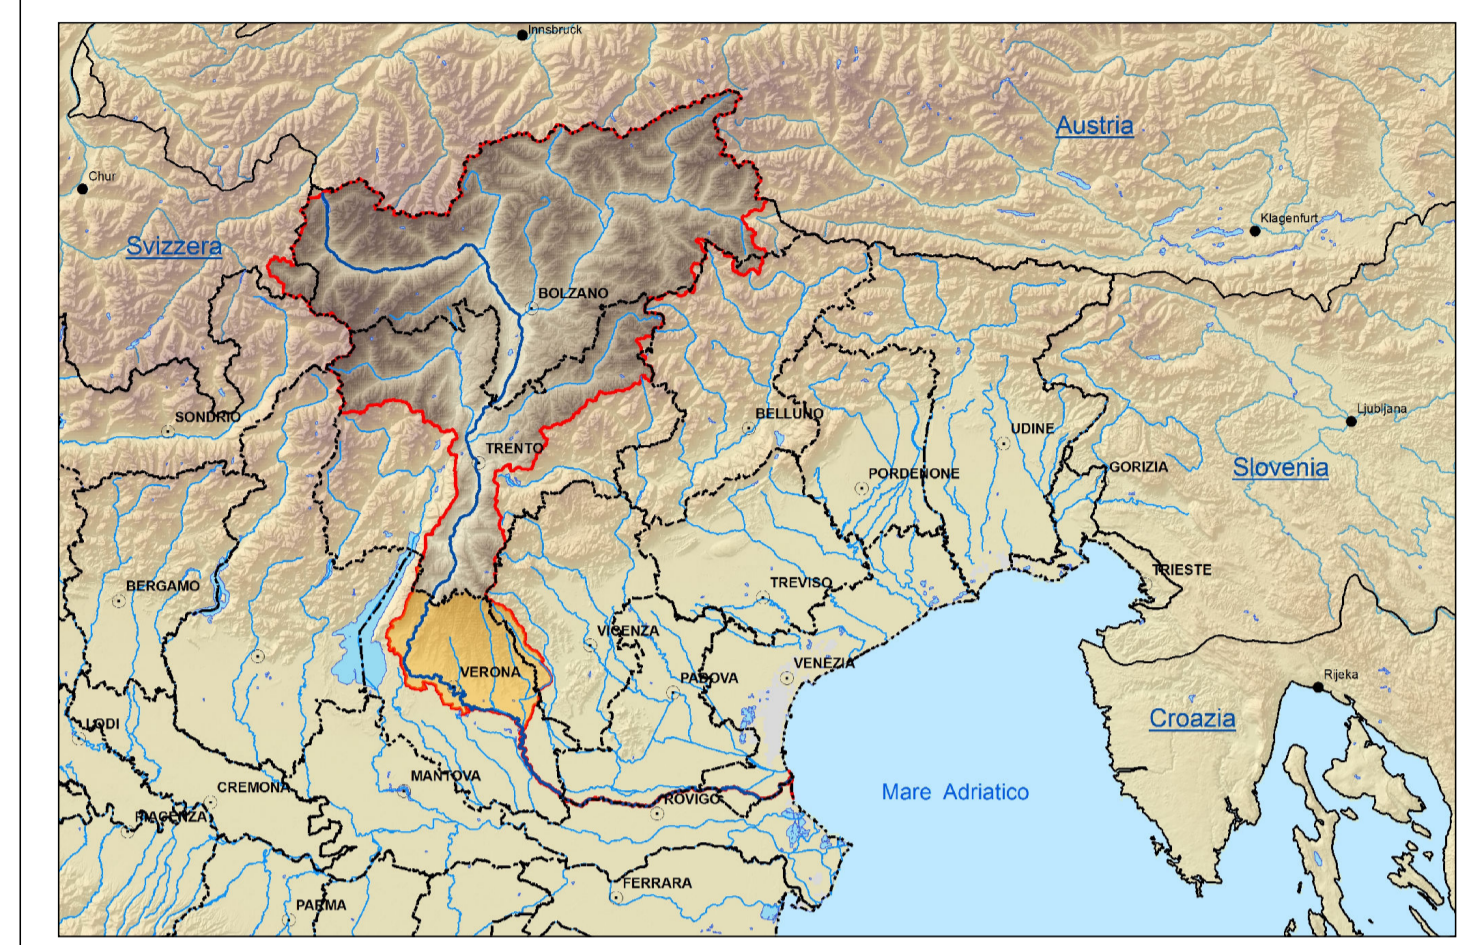 Innsbruck
Austria
Chur
Klagenfurt
Svizzera
BOLZANO
SONDRIO
BELLUNO
Ljubljana
UDINE
TRENTO
PORDENONE
GORIZIA
Slovenia
TRIESTE
BERGAMO
TREVISO
VICENZA
VERONA
VENEZIA
PADOVA
Rijeka
LODI
Croazia
MANTOVA
CREMONA
Mare Adriatico
ROVIGO
PIACENZA
FERRARA
PARMA